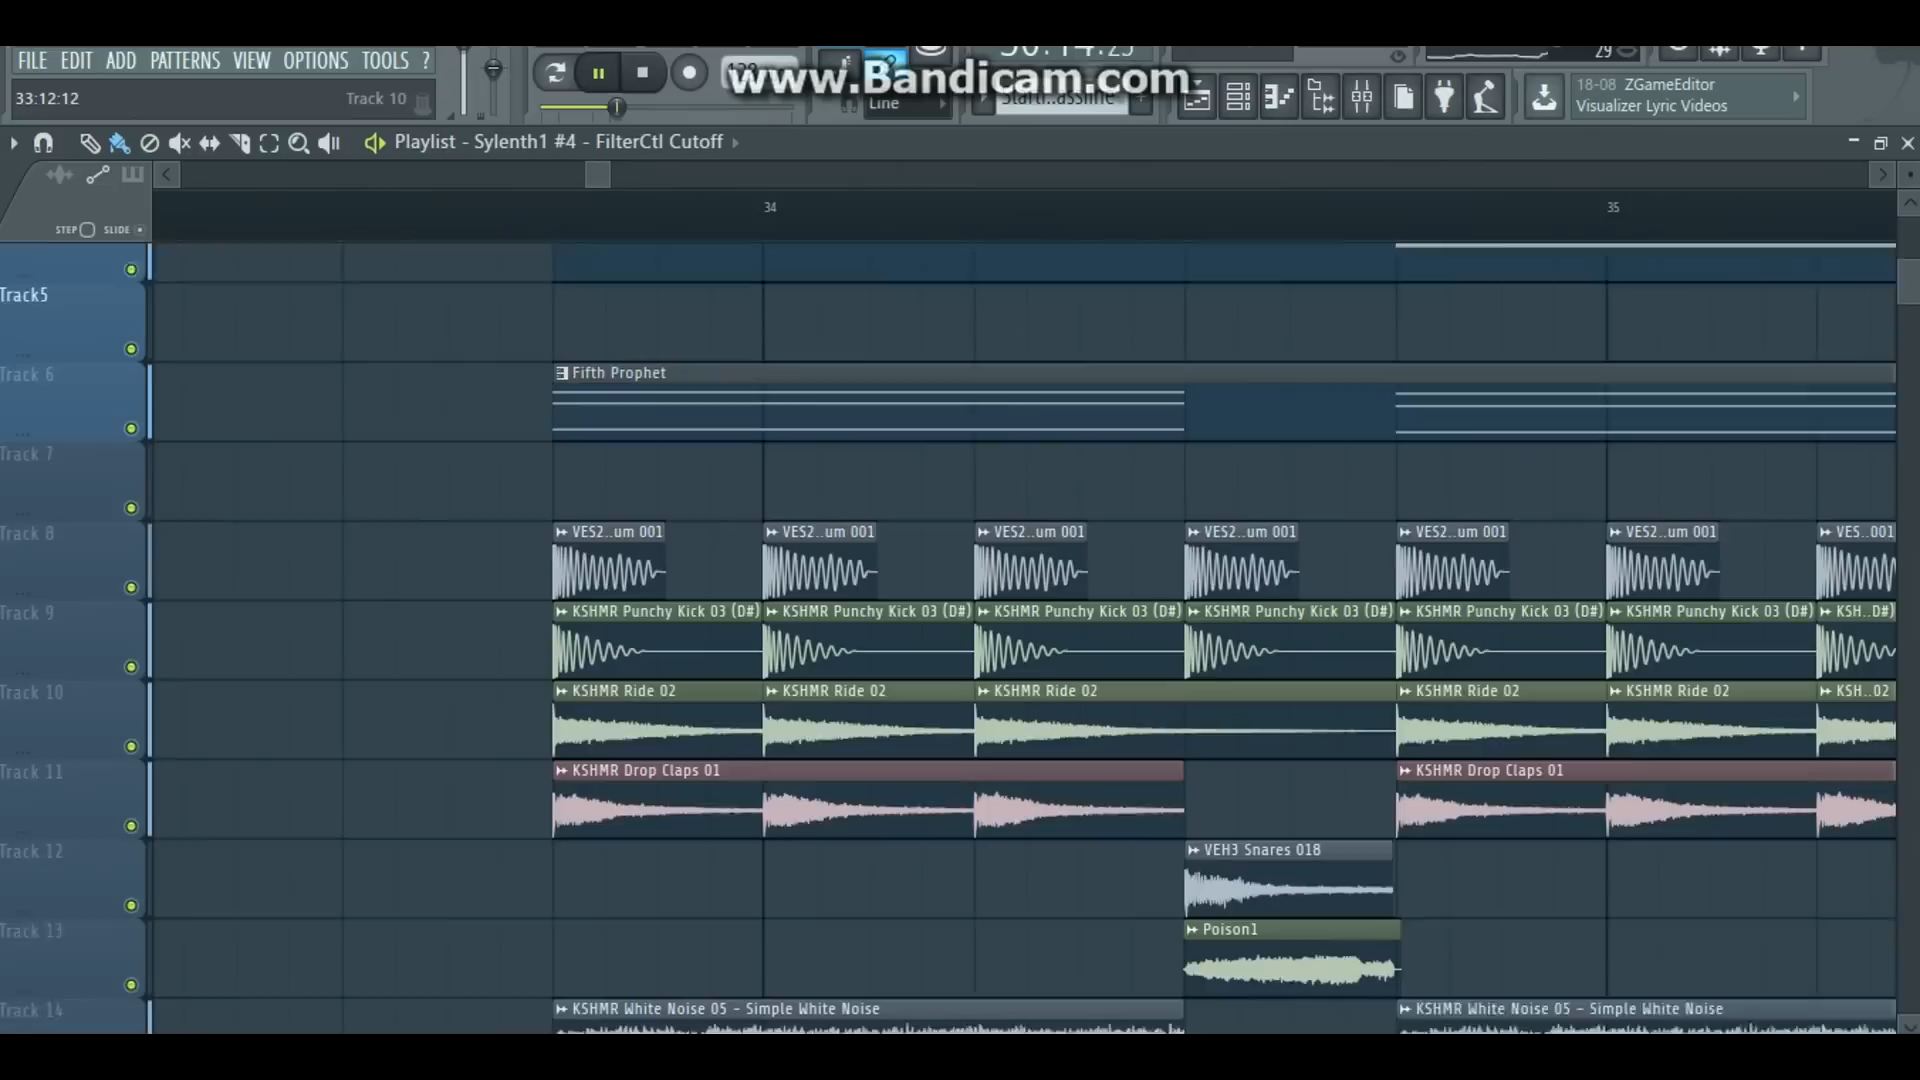 FILE EDIT ADD PATTERNS VIEW OPTIONS TOOLS ?
www.Bandicam.com
29
33:12:12 Track 10
Line
18-08 ZGameEditor
Visualizer Lyric Videos
Playlist - Sylenth1 #4 - FilterCtl Cutoff
34 35
STEP SLIDE
Track5
Track 6
Fifth Prophet
Track 7
Track 8
VES2..um 001 VES2..um 001 VES2..um 001 VES2..um 001 VES2..um 001 VES2..um 001 VES..001
Track 9
KSHMR Punchy Kick 03 (D#) KSHMR Punchy Kick 03 (D#) KSHMR Punchy Kick 03 (D#) KSHMR Punchy Kick 03 (D#) KSHMR Punchy Kick 03 (D#) KSHMR Punchy Kick 03 (D#) KSH..D#)
Track 10
KSHMR Ride 02 KSHMR Ride 02 KSHMR Ride 02 KSHMR Ride 02 KSHMR Ride 02 KSH..02
Track 11
KSHMR Drop Claps 01 KSHMR Drop Claps 01
Track 12
VEH3 Snares 018
Track 13
Poison1
Track 14
KSHMR White Noise 05 - Simple White Noise KSHMR White Noise 05 - Simple White Noise